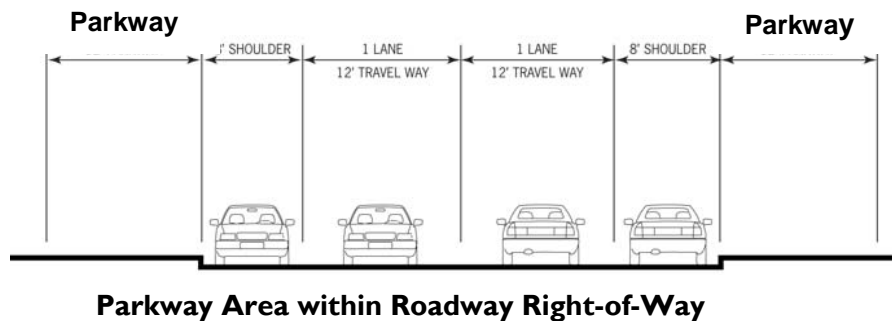 Parkway
Parkway
' SHOULDER
1 LANE
1 LANE
8' SHOULDER
12' TRAVEL WAY
12' TRAVEL WAY
Parkway Area within Roadway Right-of-Way